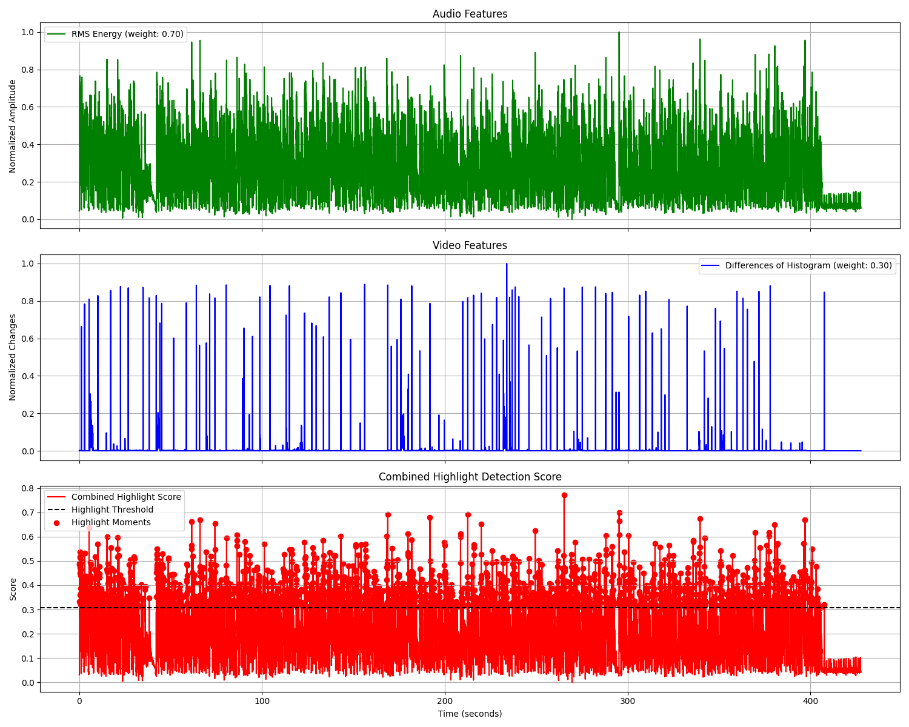 Audio Features
RMS Energy (weight: 0.70)
Normalized Amplitude
1.0
0.8
0.6
0.4
0.2
0.0
Video Features
Differences of Histogram (weight: 0.30)
Normalized Changes
1.0
0.8
0.6
0.4
0.2
0.0
Combined Highlight Detection Score
Combined Highlight Score
Highlight Threshold
Highlight Moments
Score
0.8
0.7
0.6
0.5
0.4
0.3
0.2
0.1
0.0
0
100
200
300
400
Time (seconds)